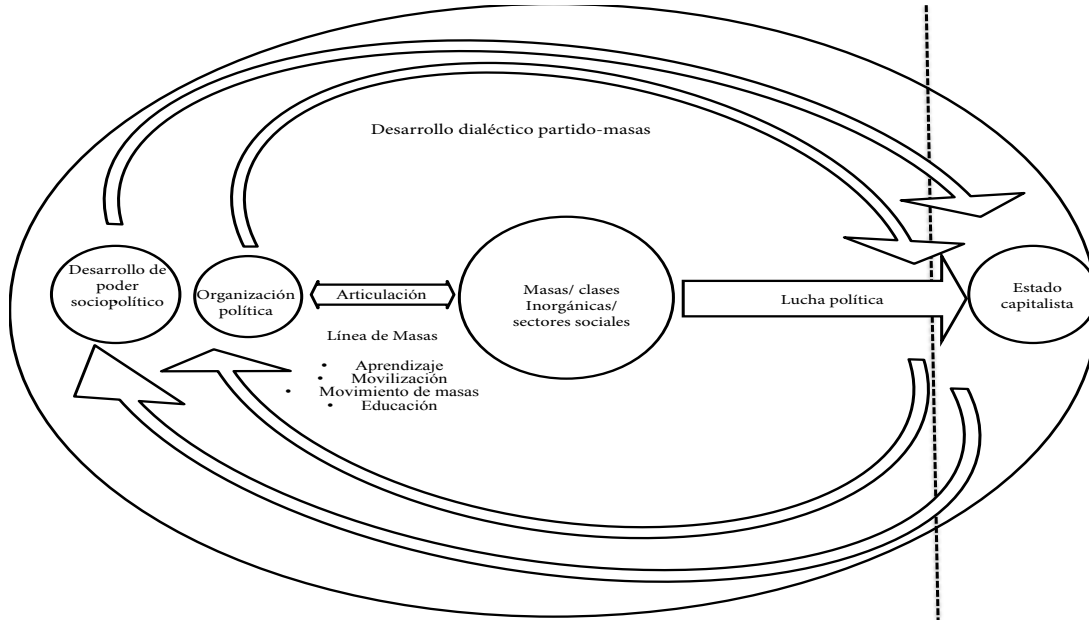 Desarrollo dialéctico partido-masas
Desarrollo de
poder
sociopolítico
Organización
política
Articulación
Línea de Masas
• Aprendizaje
• Movilización
• Movimiento de masas
• Educación
Masas/ clases
Inorgánicas/
sectores sociales
Lucha política
Estado
capitalista